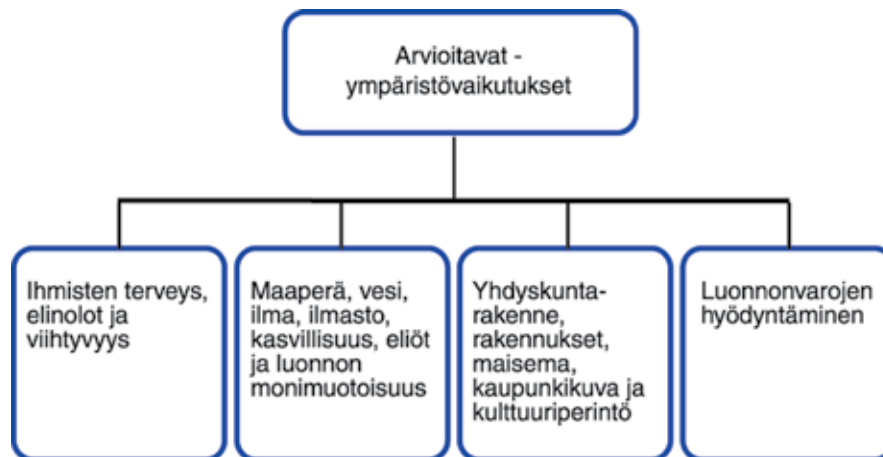 Arvioitavat -
ympäristövaikutukset
Ihmisten terveys,
elinolot ja
viihtyvyys
Maaperä, vesi,
ilma, ilmasto,
kasvillisuus, eliöt
ja luonnon
monimuotoisuus
Yhdyskunta-
rakenne,
rakennukset,
maisema,
kaupunkikuva ja
kulttuuriperintö
Luonnonvarojen
hyödyntäminen